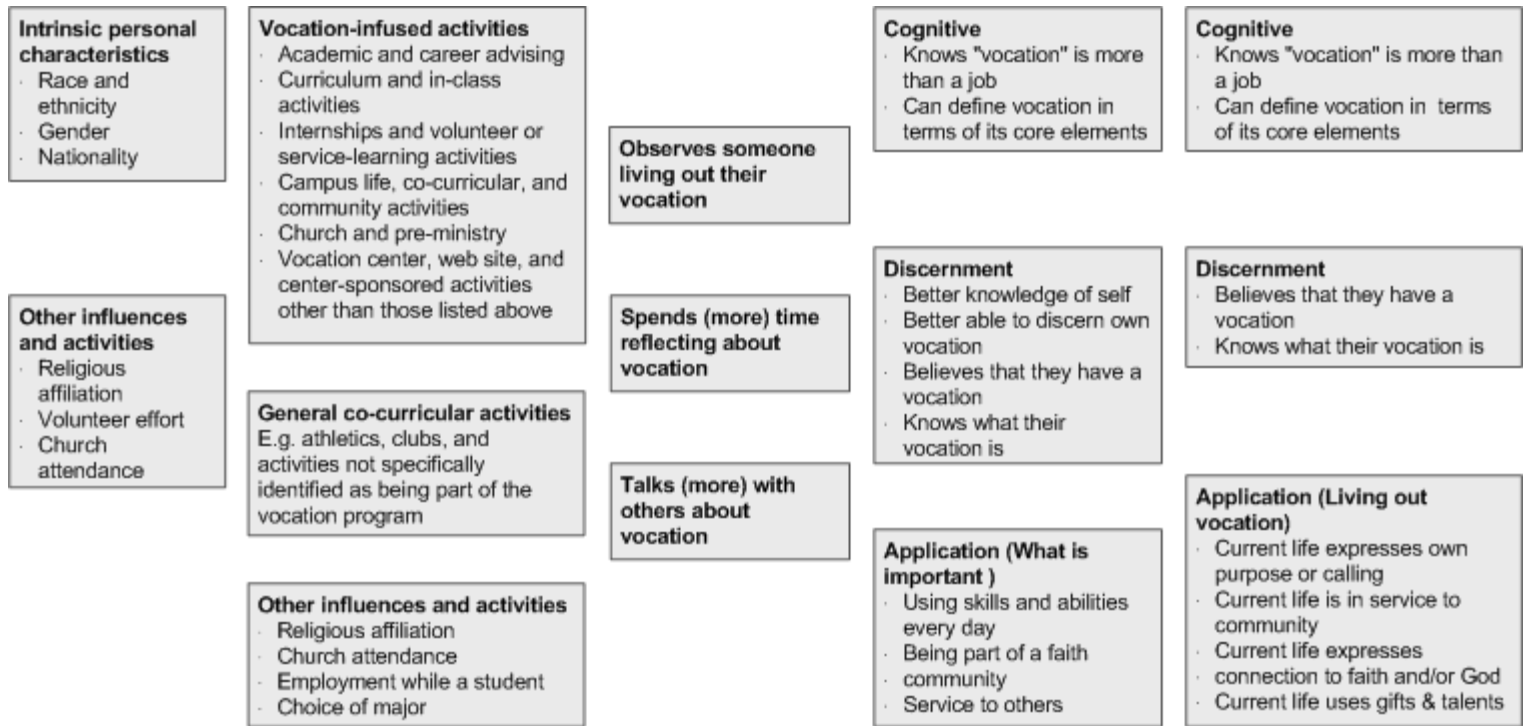 Intrinsic personal
characteristics
· Race and
ethnicity
· Gender
· Nationality
Other influences
and activities
· Religious
affiliation
· Volunteer effort
· Church
attendance
Vocation-infused activities
· Academic and career advising
· Curriculum and in-class
activities
· Internships and volunteer or
service-learning activities
· Campus life, co-curricular, and
community activities
· Church and pre-ministry
· Vocation center, web site, and
center-sponsored activities
other than those listed above
General co-curricular activities
E.g. athletics, clubs, and
activities not specifically
identified as being part of the
vocation program
Other influences and activities
· Religious affiliation
· Church attendance
· Employment while a student
· Choice of major
Observes someone
living out their
vocation
Spends (more) time
reflecting about
vocation
Talks (more) with
others about
vocation
Cognitive
· Knows "vocation" is more
than a job
· Can define vocation in
terms of its core elements
Discernment
· Better knowledge of self
· Better able to discern own
vocation
· Believes that they have a
vocation
· Knows what their
vocation is
Application (What is
important )
· Using skills and abilities
every day
· Being part of a faith
· community
· Service to others
Cognitive
· Knows "vocation" is more than
a job
· Can define vocation in  terms
of its core elements
Discernment
· Believes that they have a
vocation
· Knows what their vocation is
Application (Living out
vocation)
· Current life expresses own
purpose or calling
· Current life is in service to
community
· Current life expresses
· connection to faith and/or God
· Current life uses gifts & talents